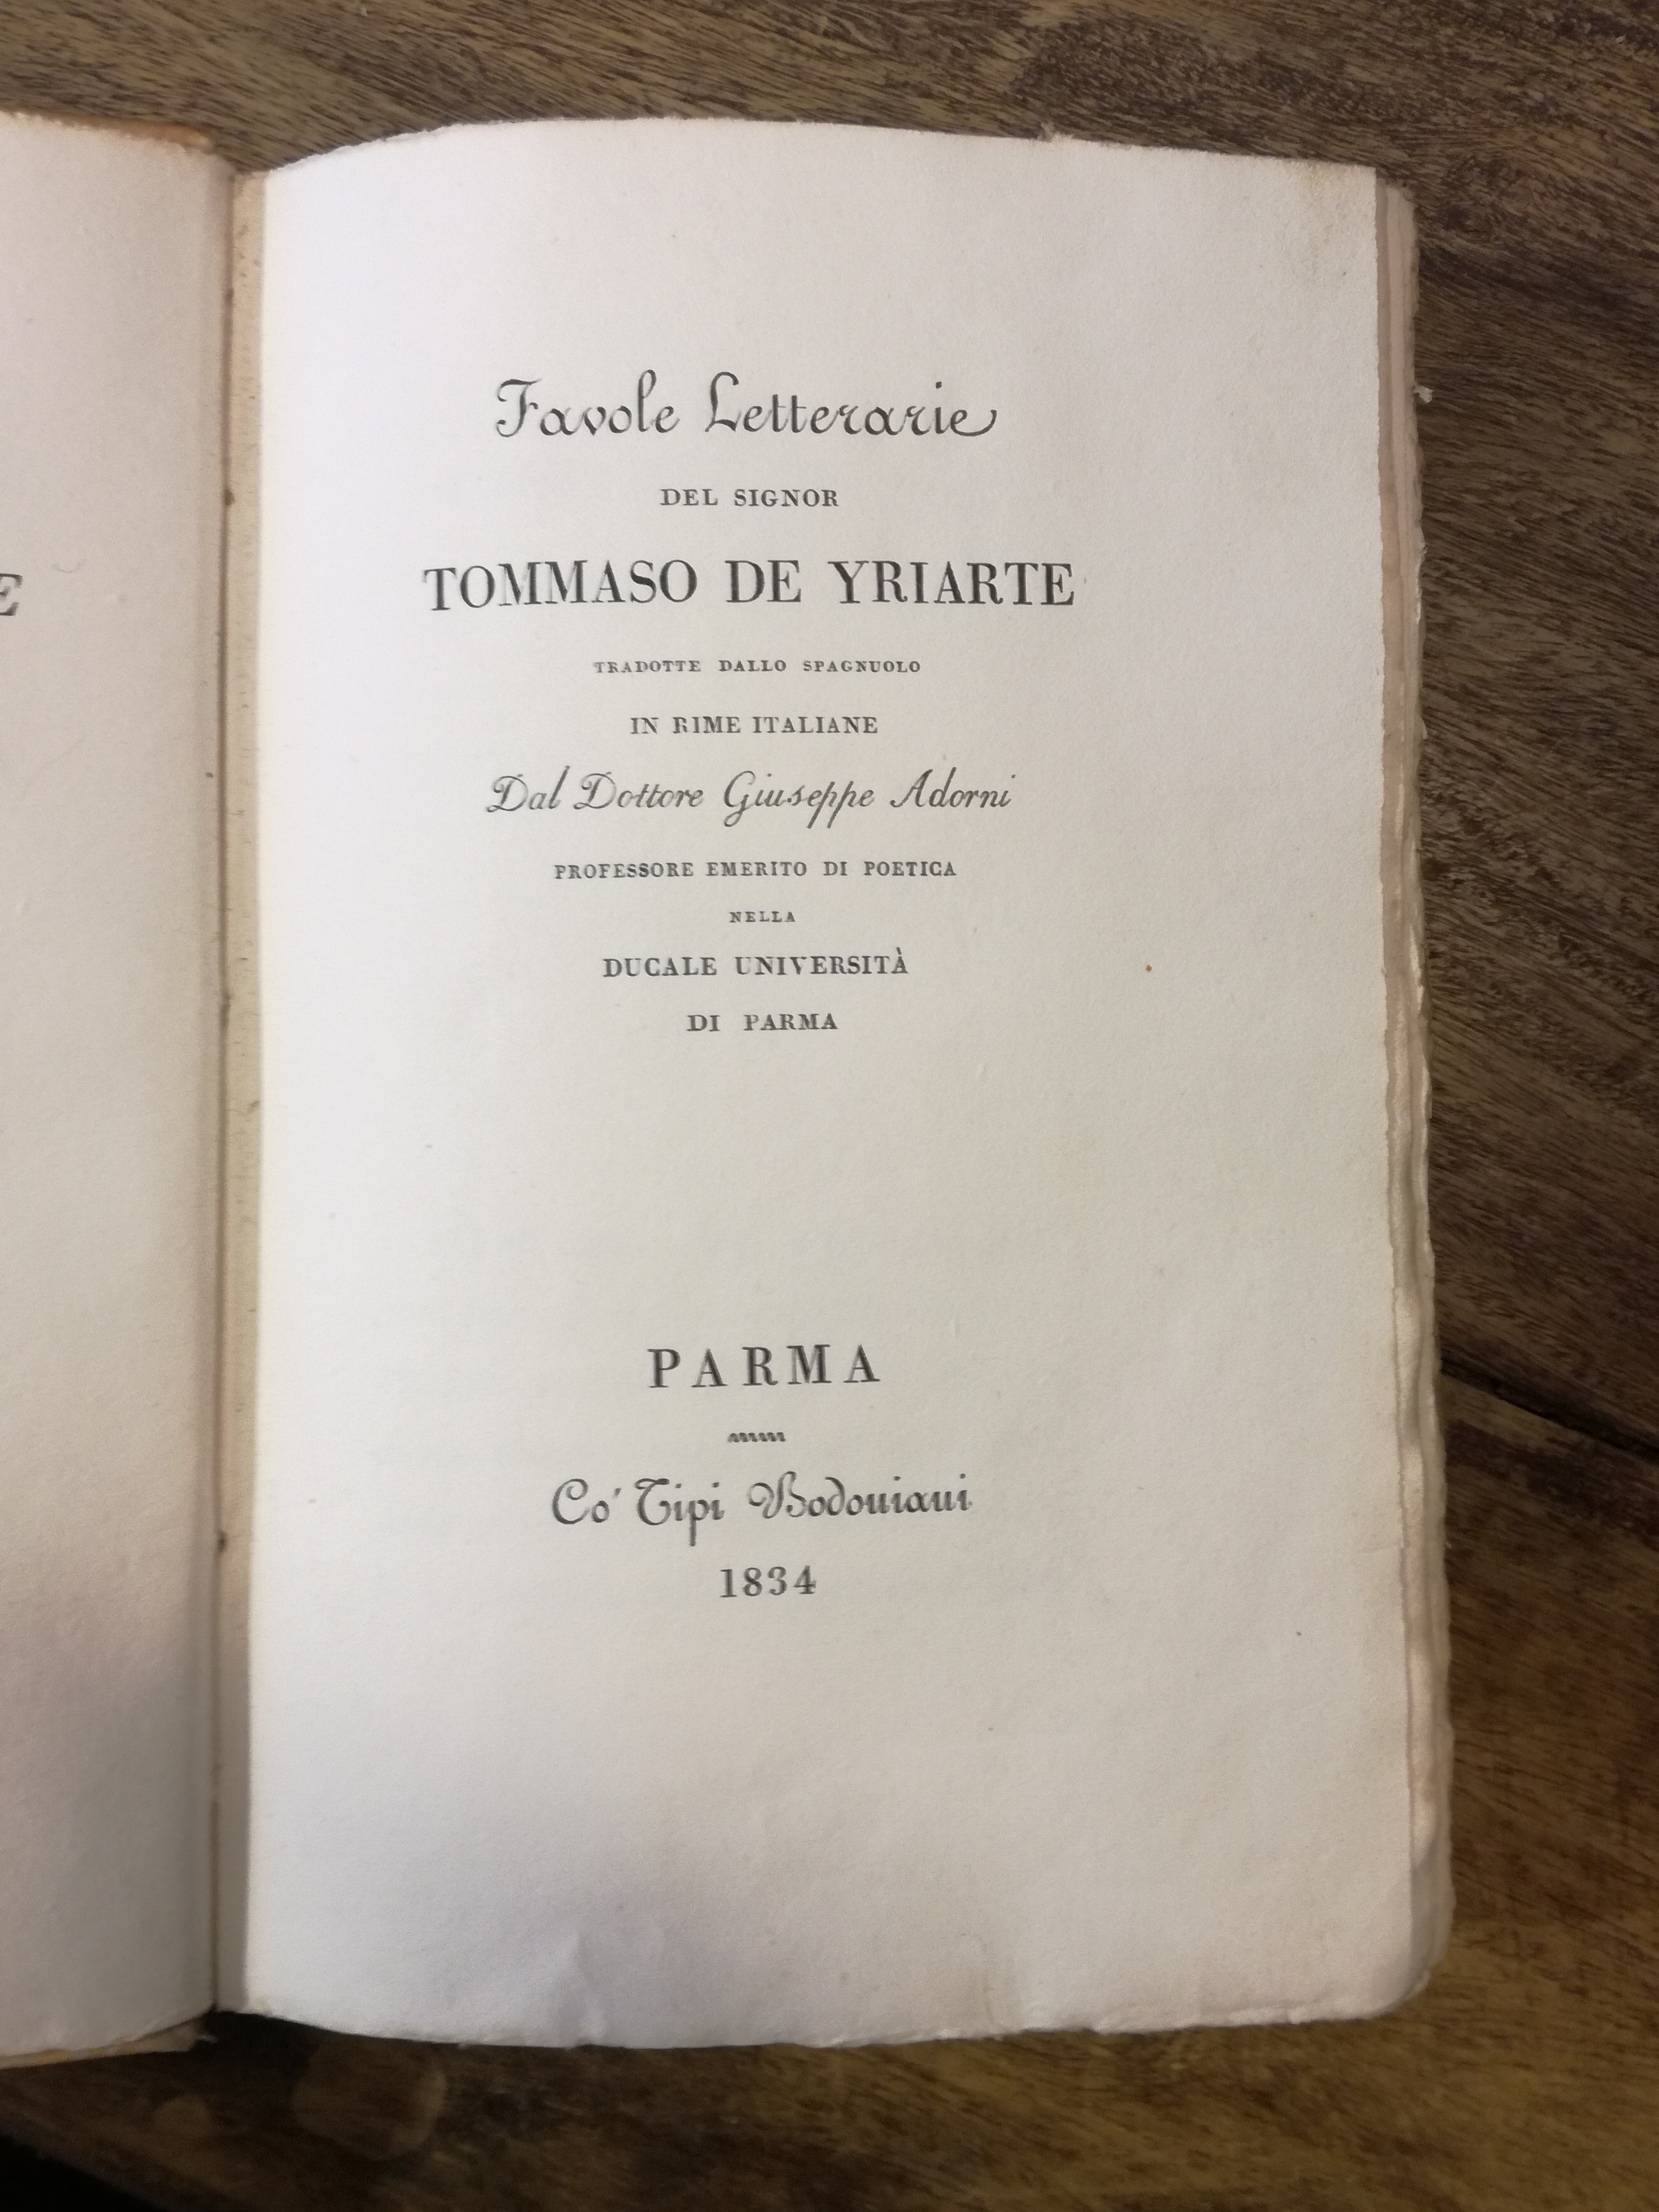 E
Favole Letterarie
DEL SIGNOR
TOMMASO DE YRIARTE
TRADOTTE DALLO SPAGNUOLO
IN RIME ITALIANE
Dal Dottore Giuseppe Adorni
PROFESSORE EMERITO DI POETICA
NELLA
DUCALE UNIVERSITÀ
DI PARMA
PARMA
Co' Tipi Bodoniani
1834